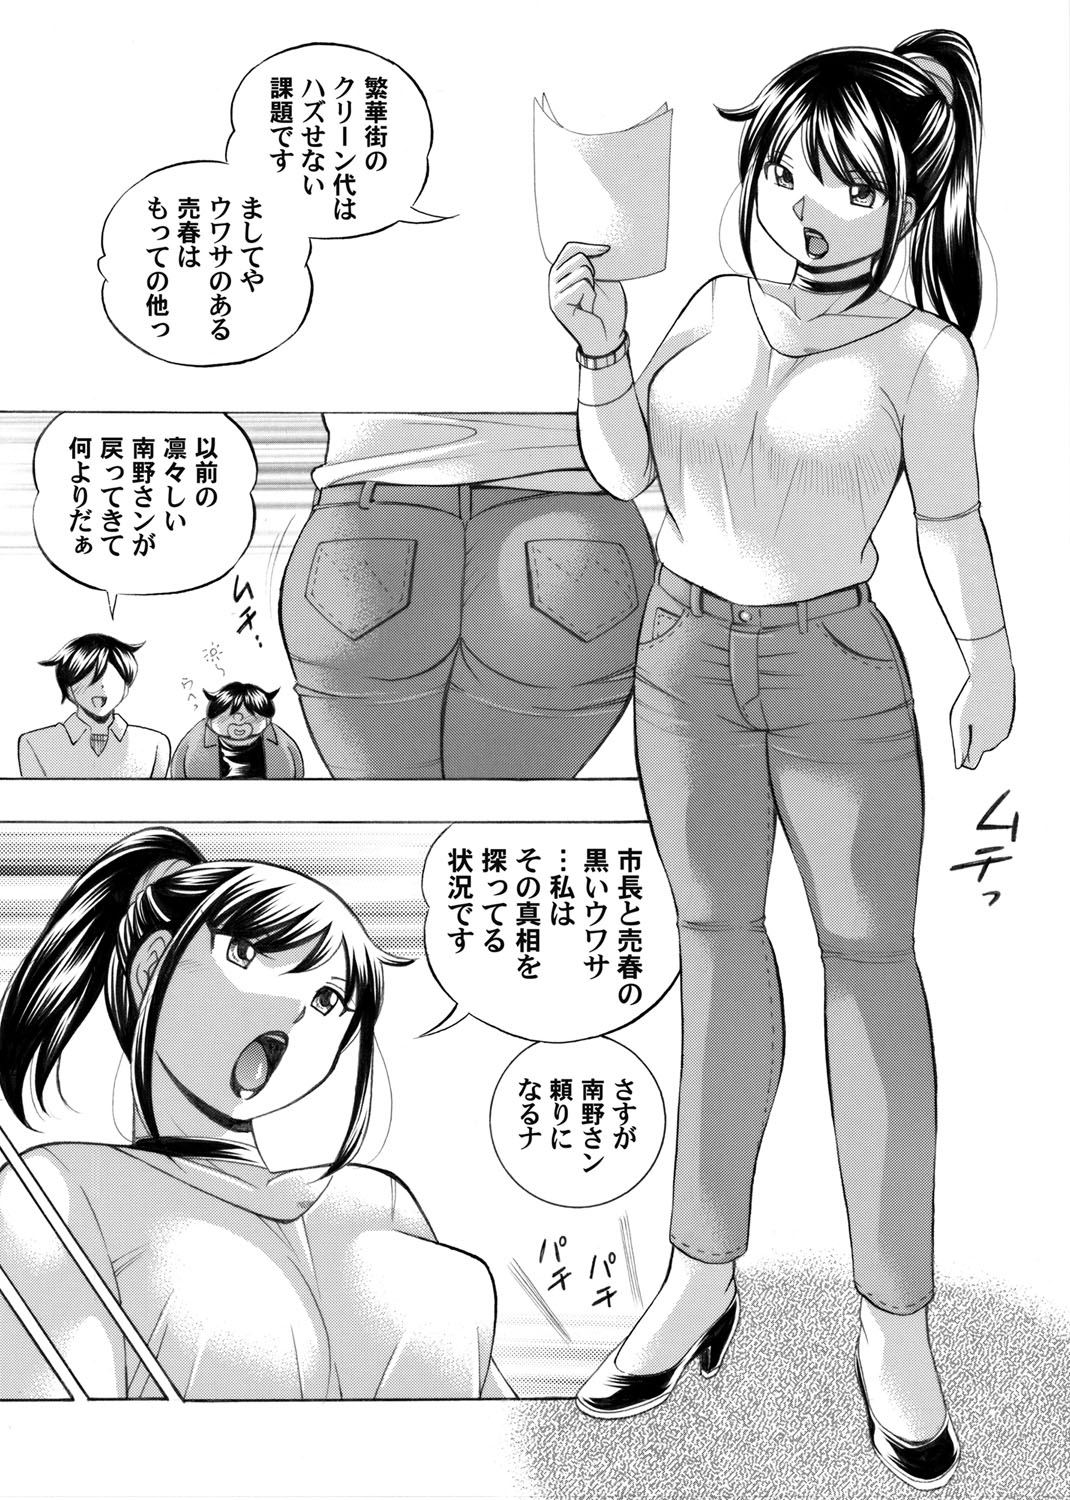 繁華街の
クリーン代は
ハズせない
課題です
ましてや
ウワサのある
売春は
もっての他っ
以前の
凛々しい
南野さンが
戻ってきて
何よりだぁ
ムチ…
ウヘっ
ムチっ
市長と売春の
黒いウワサ
…私は
その真相を
探ってる
状況です
さすが
南野さン
頼りに
なるナ
パチ
パチ